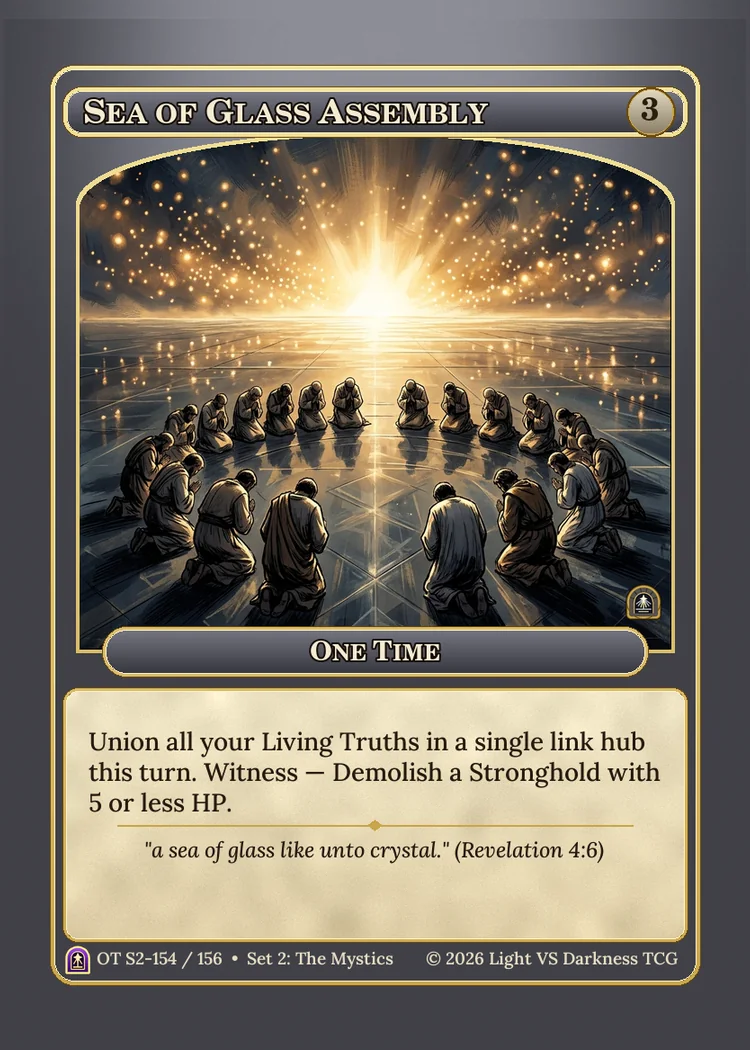 Sea of Glass Assembly
3
One Time
Union all your Living Truths in a single link hub
this turn. Witness — Demolish a Stronghold with
5 or less HP.
"a sea of glass like unto crystal." (Revelation 4:6)
OT S2-154 / 156 • Set 2: The Mystics © 2026 Light VS Darkness TCG